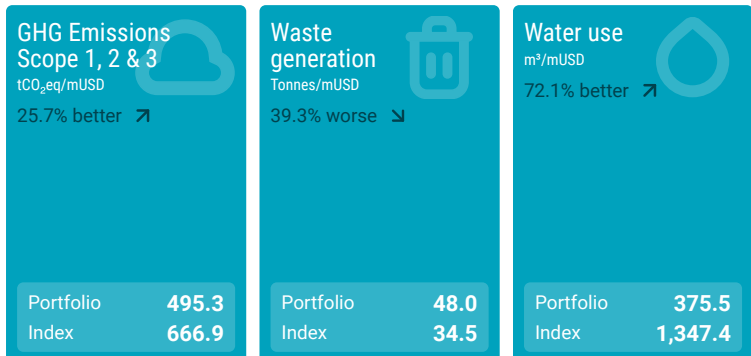 GHG Emissions
Scope 1, 2 & 3
tCO₂eq/mUSD
25.7% better
Portfolio 495.3
Index 666.9
Waste
generation
Tonnes/mUSD
39.3% worse
Portfolio 48.0
Index 34.5
Water use
m³/mUSD
72.1% better
Portfolio 375.5
Index 1,347.4